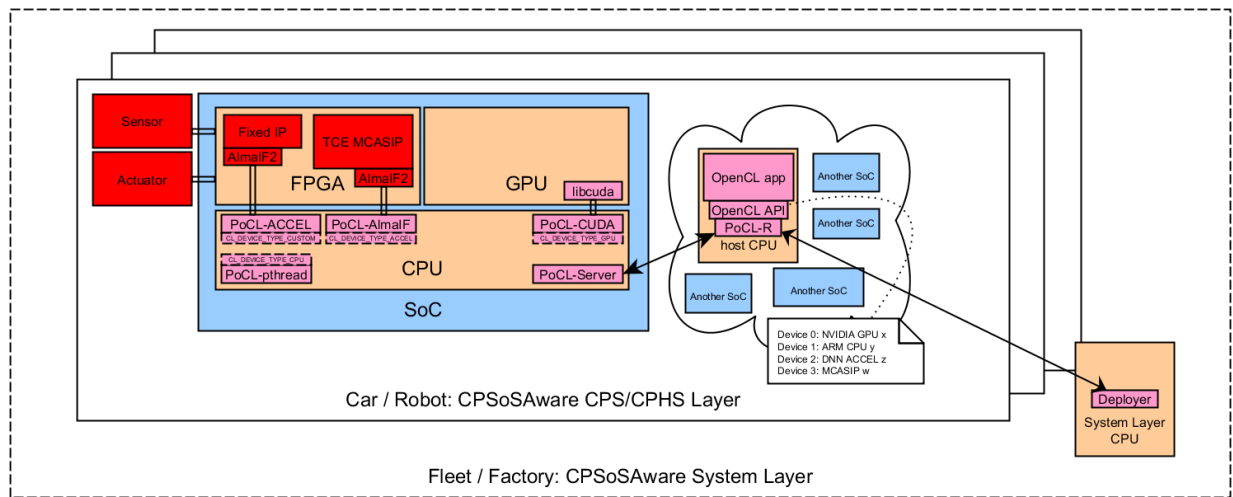 Sensor
Actuator
Fixed IP
AlmaIF2
TCE MCASIP
AlmaIF2
FPGA
GPU
libcuda
PoCL-ACCEL
CL_DEVICE_TYPE_CUSTOM
PoCL-AlmaIF
CL_DEVICE_TYPE_ACCEL
PoCL-CUDA
CL_DEVICE_TYPE_GPU
CL_DEVICE_TYPE_CPU
PoCL-pthread
CPU
PoCL-Server
SoC
OpenCL app
OpenCL API
PoCL-R
host CPU
Another SoC
Another SoC
Another SoC
Another SoC
Device 0: NVIDIA GPU x
Device 1: ARM CPU y
Device 2: DNN ACCEL z
Device 3: MCASIP w
Car / Robot: CPSoSAware CPS/CPHS Layer
Deployer
System Layer
CPU
Fleet / Factory: CPSoSAware System Layer